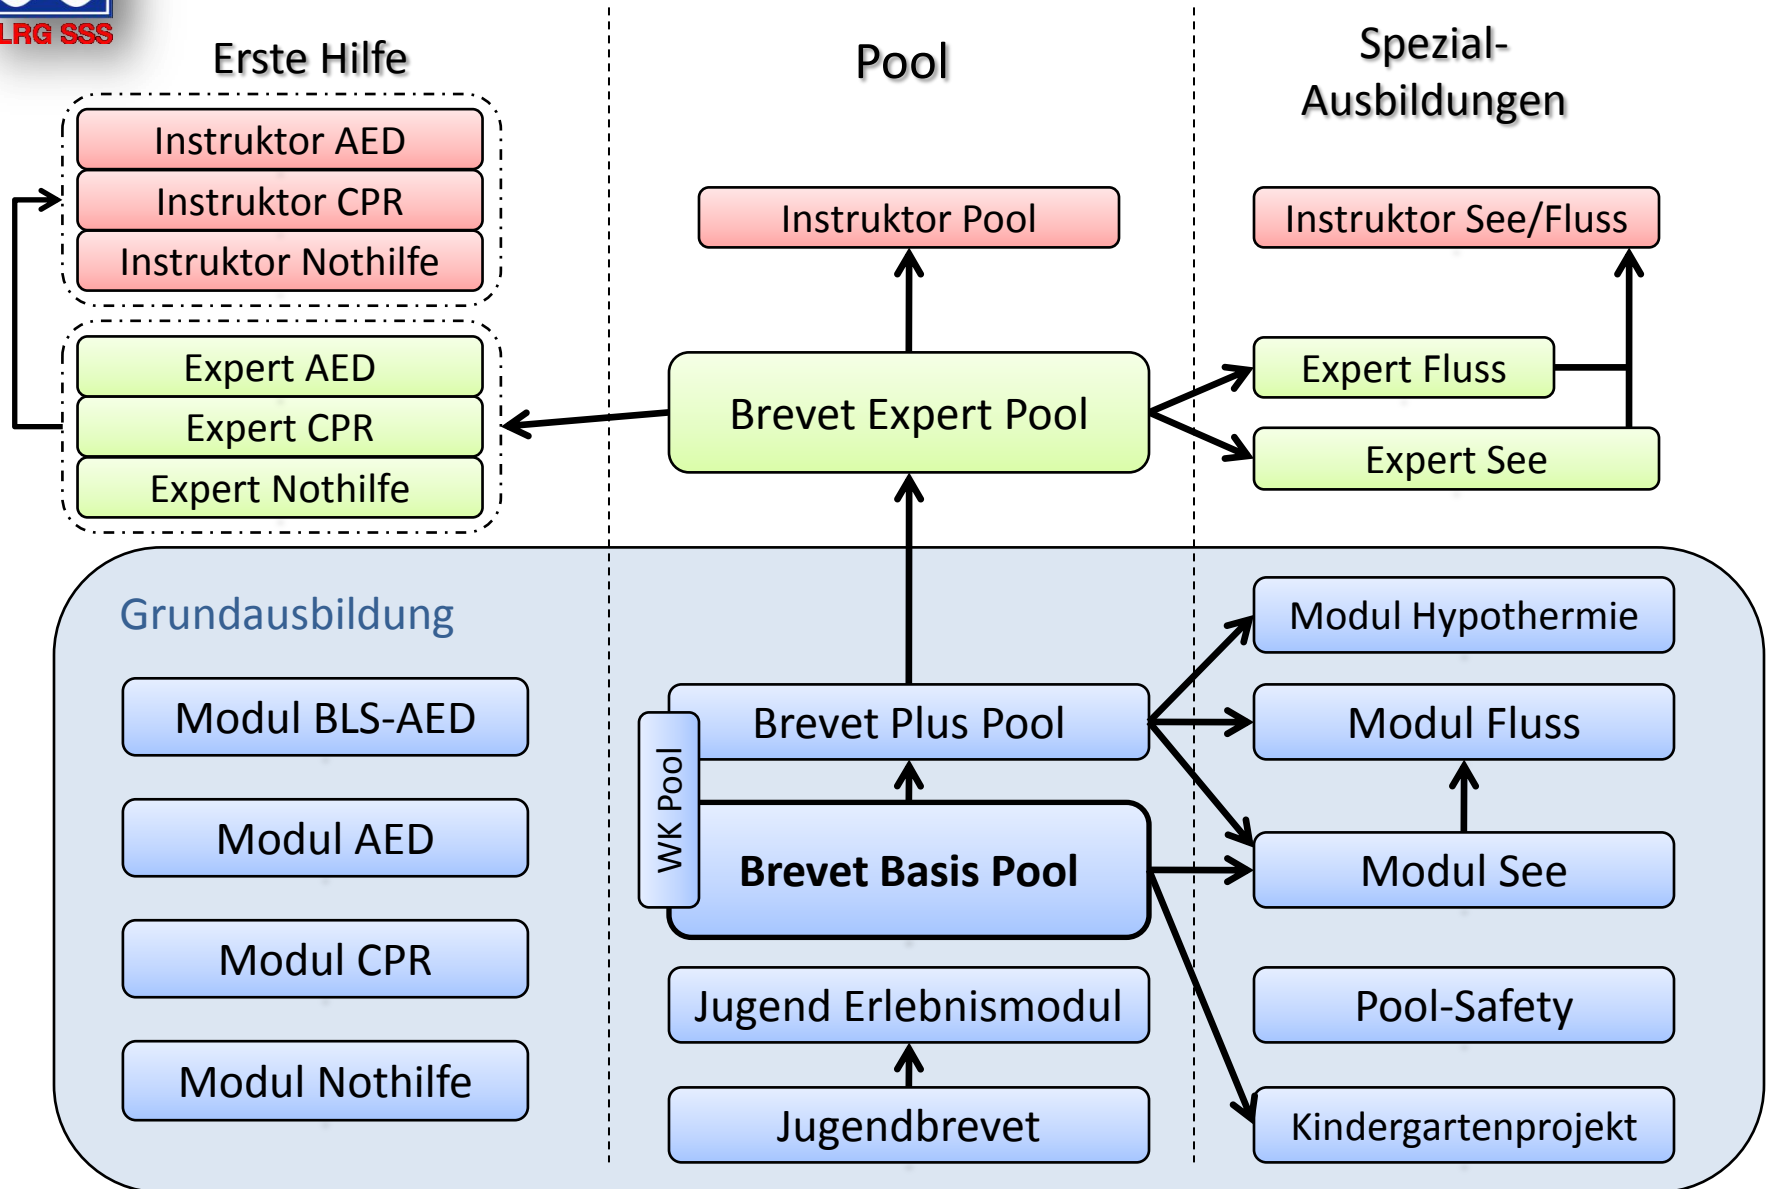 LRG SSS
Erste Hilfe
Instruktor AED
Instruktor CPR
Instruktor Nothilfe
Expert AED
Expert CPR
Expert Nothilfe
Pool
Instruktor Pool
Brevet Expert Pool
Spezial-
Ausbildungen
Instruktor See/Fluss
Expert Fluss
Expert See
Grundausbildung
Modul BLS-AED
Modul AED
Modul CPR
Modul Nothilfe
Brevet Plus Pool
WK Pool
Brevet Basis Pool
Jugend Erlebnismodul
Jugendbrevet
Modul Hypothermie
Modul Fluss
Modul See
Pool-Safety
Kindergartenprojekt